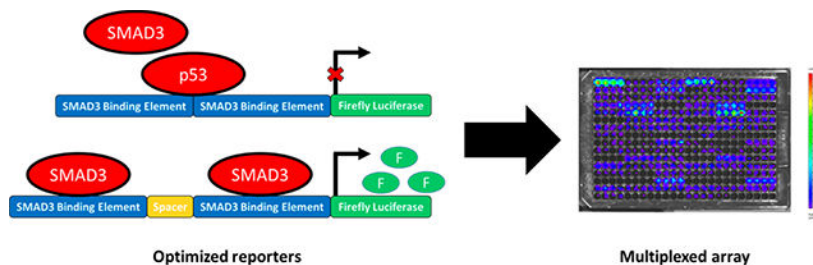 SMAD3
p53
SMAD3 Binding Element SMAD3 Binding Element Firefly Luciferase
SMAD3 SMAD3
F
F F
SMAD3 Binding Element Spacer SMAD3 Binding Element Firefly Luciferase
Optimized reporters Multiplexed array